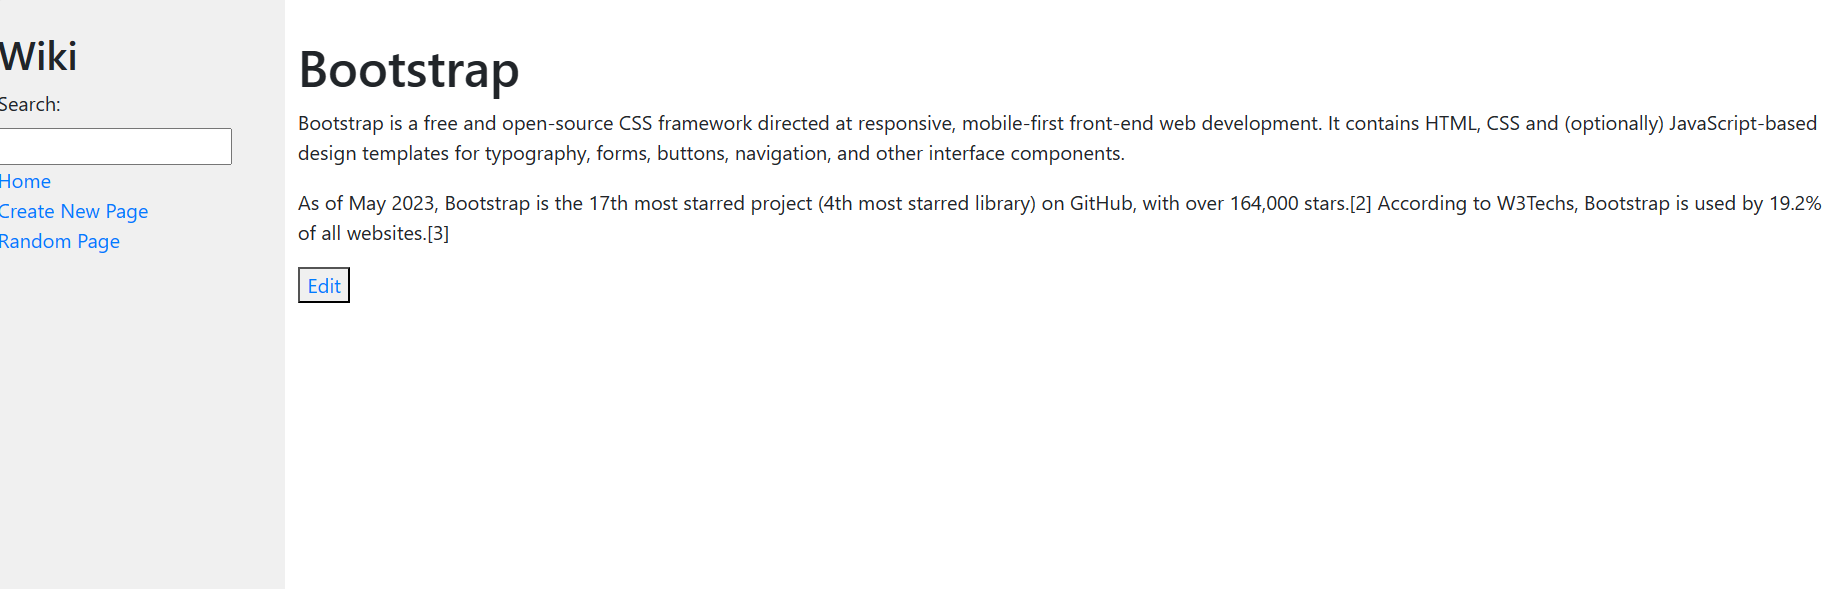 Wiki
Search:
Home
Create New Page
Random Page
Bootstrap
Bootstrap is a free and open-source CSS framework directed at responsive, mobile-first front-end web development. It contains HTML, CSS and (optionally) JavaScript-based
design templates for typography, forms, buttons, navigation, and other interface components.
As of May 2023, Bootstrap is the 17th most starred project (4th most starred library) on GitHub, with over 164,000 stars.[2] According to W3Techs, Bootstrap is used by 19.2%
of all websites.[3]
Edit